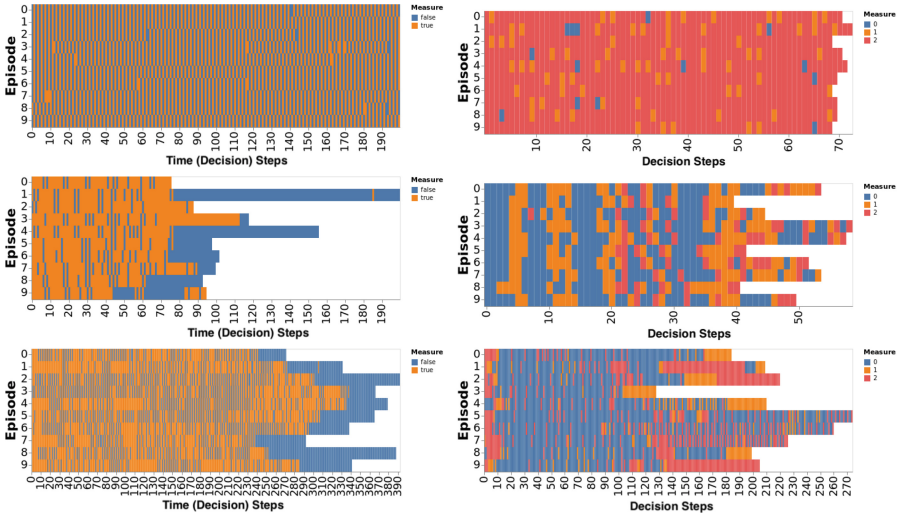 Measure
false
true
Episode
0
1
2
3
4
5
6
7
8
9
0 10 20 30 40 50 60 70 80 90 100 110 120 130 140 150 160 170 180 190
Time (Decision) Steps
Measure
0
1
2
Episode
0
1
2
3
4
5
6
7
8
9
10 20 30 40 50 60 70
Decision Steps
Measure
false
true
Episode
0
1
2
3
4
5
6
7
8
9
0 10 20 30 40 50 60 70 80 90 100 110 120 130 140 150 160 170 180 190
Time (Decision) Steps
Measure
0
1
2
Episode
0
1
2
3
4
5
6
7
8
9
0 10 20 30 40 50
Decision Steps
Measure
false
true
Episode
0
1
2
3
4
5
6
7
8
9
0 10 20 30 40 50 60 70 80 90 100 110 120 130 140 150 160 170 180 190 200 210 220 230 240 250 260 270 280 290 300 310 320 330 340 350 360 370 380 390
Time (Decision) Steps
Measure
0
1
2
Episode
0
1
2
3
4
5
6
7
8
9
0 10 20 30 40 50 60 70 80 90 100 110 120 130 140 150 160 170 180 190 200 210 220 230 240 250 260 270
Decision Steps